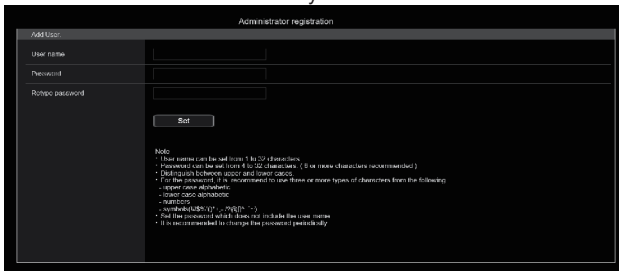 Administrator registration
Add User.
User name
Password
Retype password
Set
Note
・User name can be set from 1 to 32 characters
・Password can be set from 4 to 32 characters. ( 8 or more characters recommended )
・Distinguish between upper and lower cases.
・For the password, it is recommend to use three or more types of characters from the following
- upper case alphabetic
- lower case alphabetic
- numbers
・Set the password which does not include the user name
・It is recommended to change the password periodically